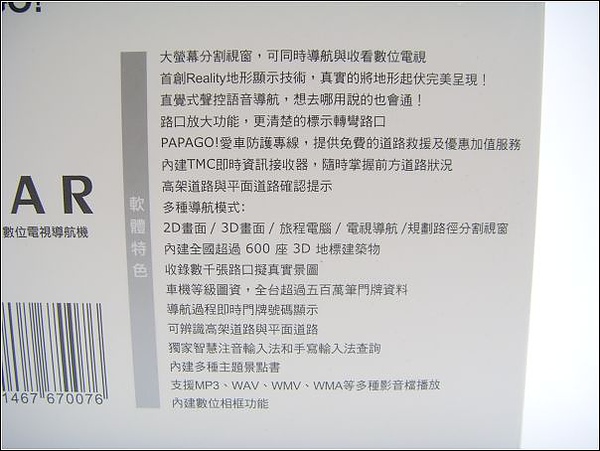 GO!
大螢幕分割視窗，可同時導航與收看數位電視
首創Reality地形顯示技術，真實的將地形起伏完美呈現！
直覺式聲控語音導航，想去哪用說的也會通！
路口放大功能，更清楚的標示轉彎路口
PAPAGO!愛車防護專線，提供免費的道路救援及優惠加值服務
內建TMC即時資訊接收器，隨時掌握前方道路狀況
高架道路與平面道路確認提示
多種導航模式:
2D畫面 / 3D畫面 / 旅程電腦 / 電視導航 /規劃路徑分割視窗
內建全國超過 600 座 3D 地標建築物
收錄數千張路口擬真實景圖
車機等級圖資，全台超過五百萬筆門牌資料
導航過程即時門牌號碼顯示
可辨識高架道路與平面道路
獨家智慧注音輸入法和手寫輸入法查詢
內建多種主題景點書
支援MP3、WAV、WMV、WMA等多種影音檔播放
內建數位相框功能
軟體特色
AR
數位電視導航機
1467 670076